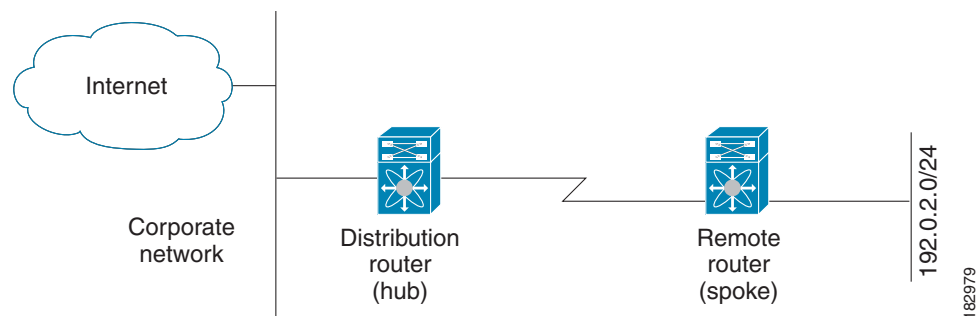 Internet
Corporate
network
Distribution
router
(hub)
Remote
router
(spoke)
192.0.2.0/24
182979